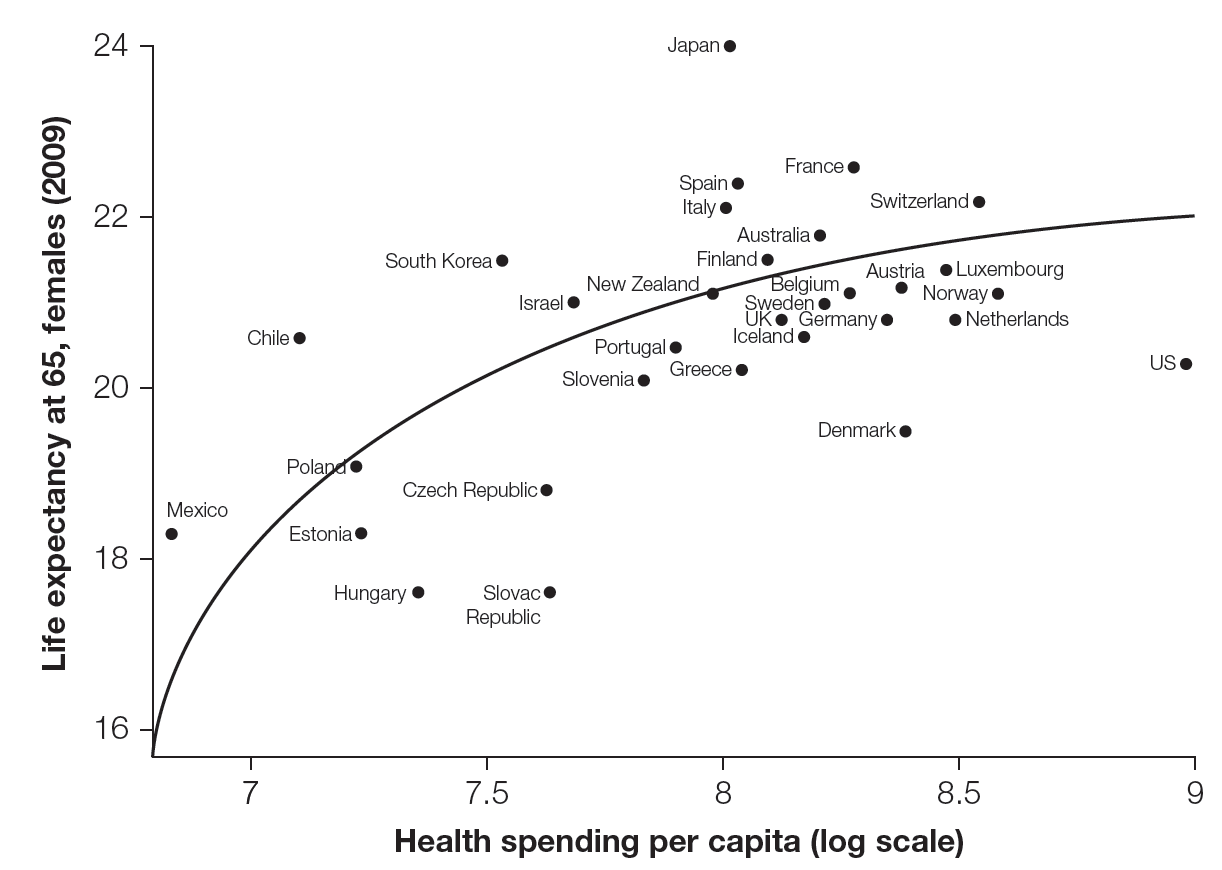 Life expectancy at 65, females (2009)
24
22
20
18
16
Japan
France
Spain
Switzerland
Italy
Australia
Finland
South Korea
Austria
Luxembourg
New Zealand
Belgium
Norway
Israel
Sweden
UK
Germany
Netherlands
Iceland
Chile
Portugal
US
Greece
Slovenia
Denmark
Poland
Czech Republic
Mexico
Estonia
Hungary
Slovac
Republic
7
7.5
8
8.5
9
Health spending per capita (log scale)